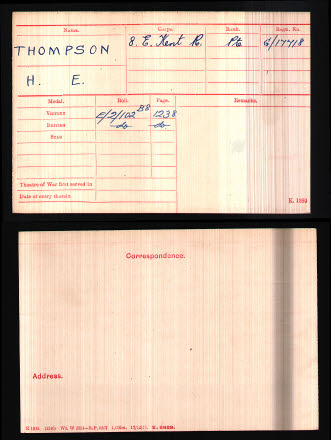 Name. Corps. Rank. Regtl. No.
THOMPSON 8. E. Kent R. Pte G/17718
H. E.
Medal. Roll. Page. Remarks.
VICTORY E/2/102 B8 1238
BRITISH do do
STAR
Theatre of War first served in
Date of entry therein
K. 1380
Correspondence.
Address.